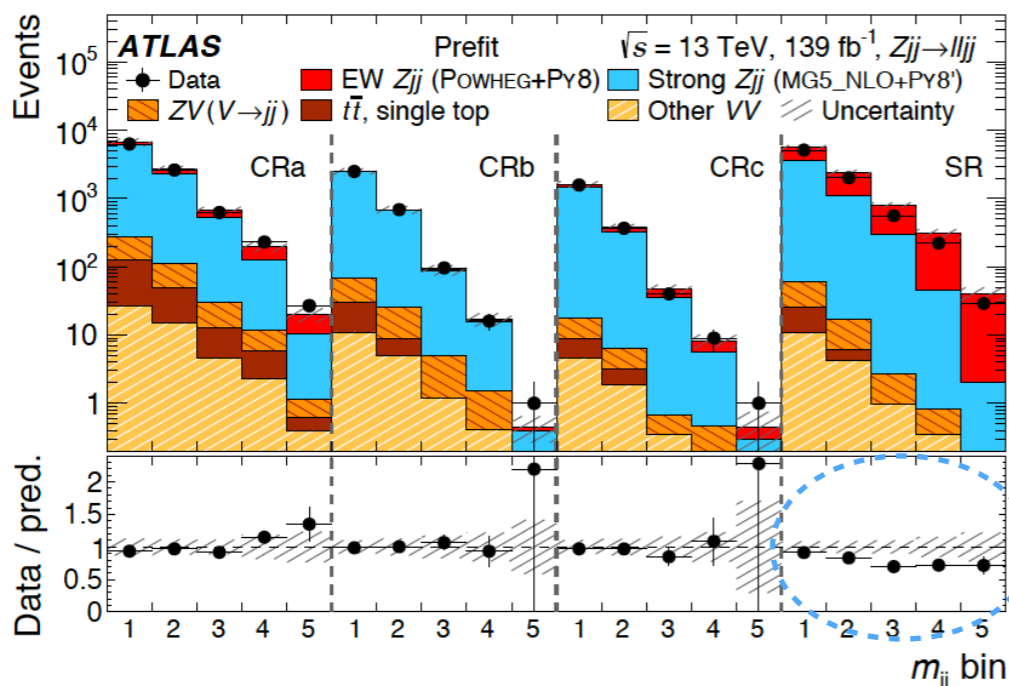 Events
10⁵
10⁴
10³
10²
10
1
ATLAS Prefit √s = 13 TeV, 139 fb⁻¹, Zjj→lljj
Data EW Zjj (POWHEG+PY8) Strong Zjj (MG5_NLO+PY8')
ZV(V→jj) tt̄, single top Other VV Uncertainty
CRa CRb CRc SR
Data / pred.
2
1.5
1
0.5
0
1 2 3 4 5 1 2 3 4 5 1 2 3 4 5 1 2 3 4 5
m_jj bin